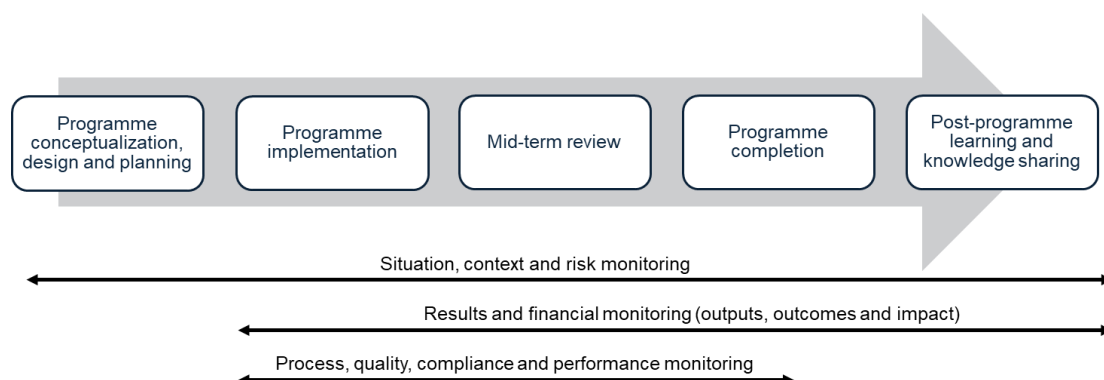 Programme
conceptualization,
design and planning
Programme
implementation
Mid-term review
Programme
completion
Post-programme
learning and
knowledge sharing
Situation, context and risk monitoring
Results and financial monitoring (outputs, outcomes and impact)
Process, quality, compliance and performance monitoring